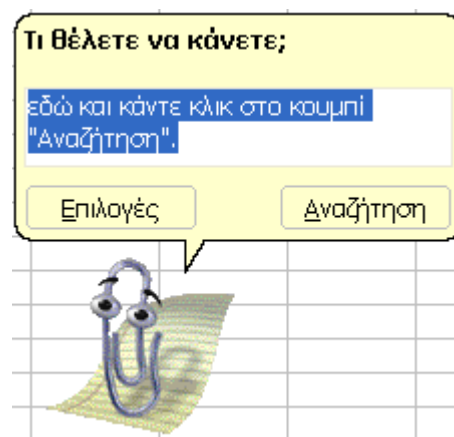 Τι θέλετε να κάνετε;
εδώ και κάντε κλικ στο κουμπί
"Αναζήτηση".
Επιλογές
Αναζήτηση